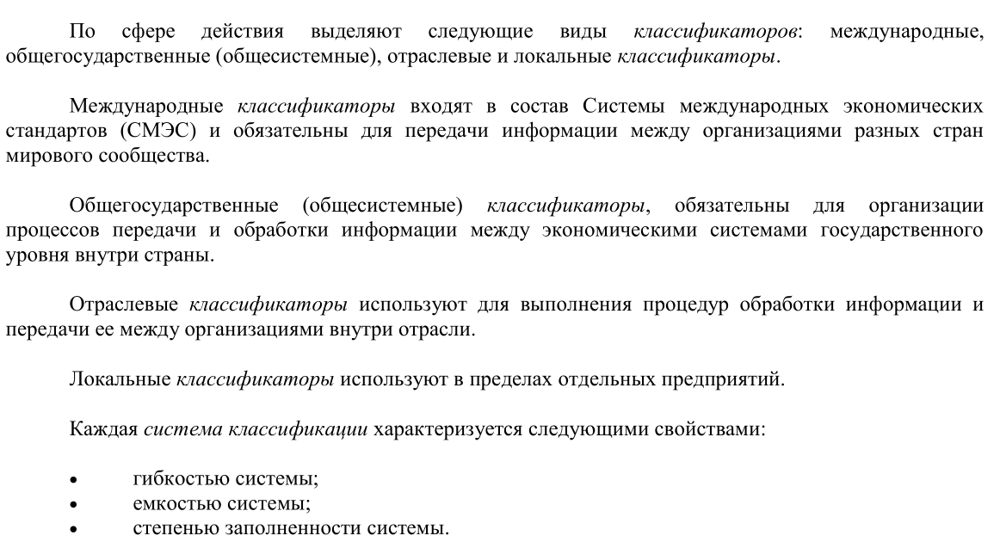 По сфере действия выделяют следующие виды классификаторов: международные,
общегосударственные (общесистемные), отраслевые и локальные классификаторы.
Международные классификаторы входят в состав Системы международных экономических
стандартов (СМЭС) и обязательны для передачи информации между организациями разных стран
мирового сообщества.
Общегосударственные (общесистемные) классификаторы, обязательны для организации
процессов передачи и обработки информации между экономическими системами государственного
уровня внутри страны.
Отраслевые классификаторы используют для выполнения процедур обработки информации и
передачи ее между организациями внутри отрасли.
Локальные классификаторы используют в пределах отдельных предприятий.
Каждая система классификации характеризуется следующими свойствами:
• гибкостью системы;
• емкостью системы;
• степенью заполненности системы.